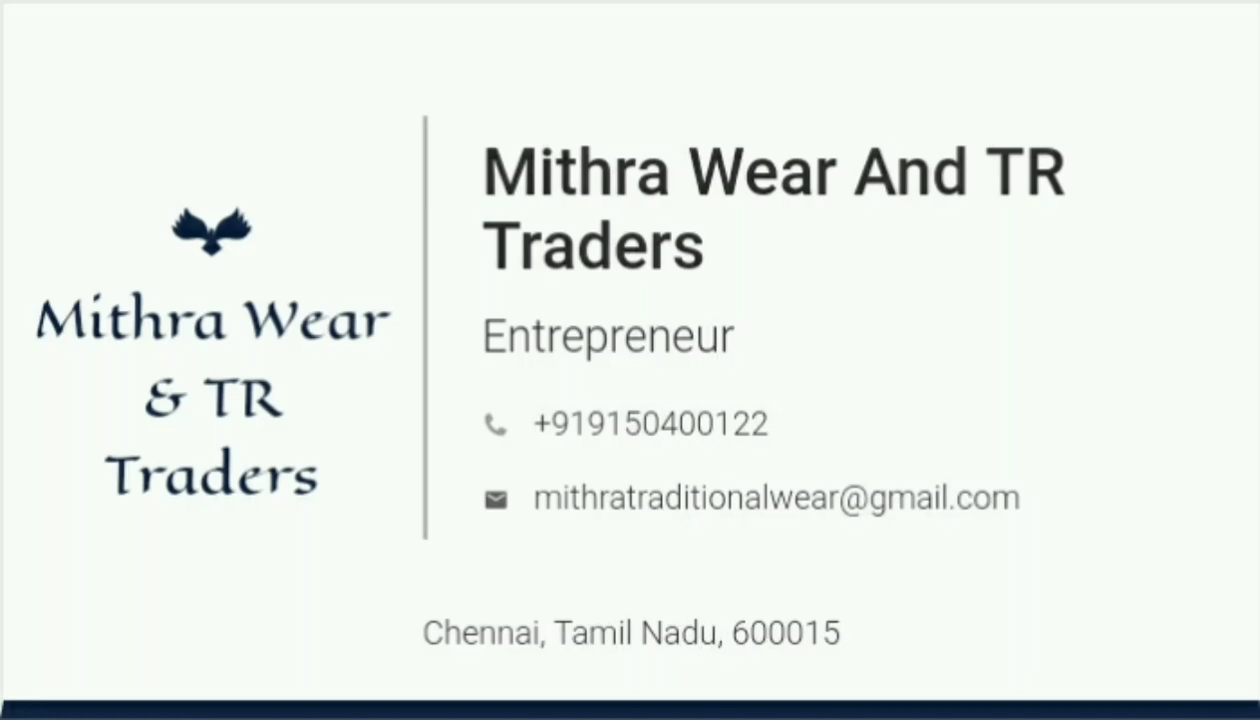 Mithra Wear
& TR
Traders
Mithra Wear And TR
Traders
Entrepreneur
+919150400122
mithratraditionalwear@gmail.com
Chennai, Tamil Nadu, 600015